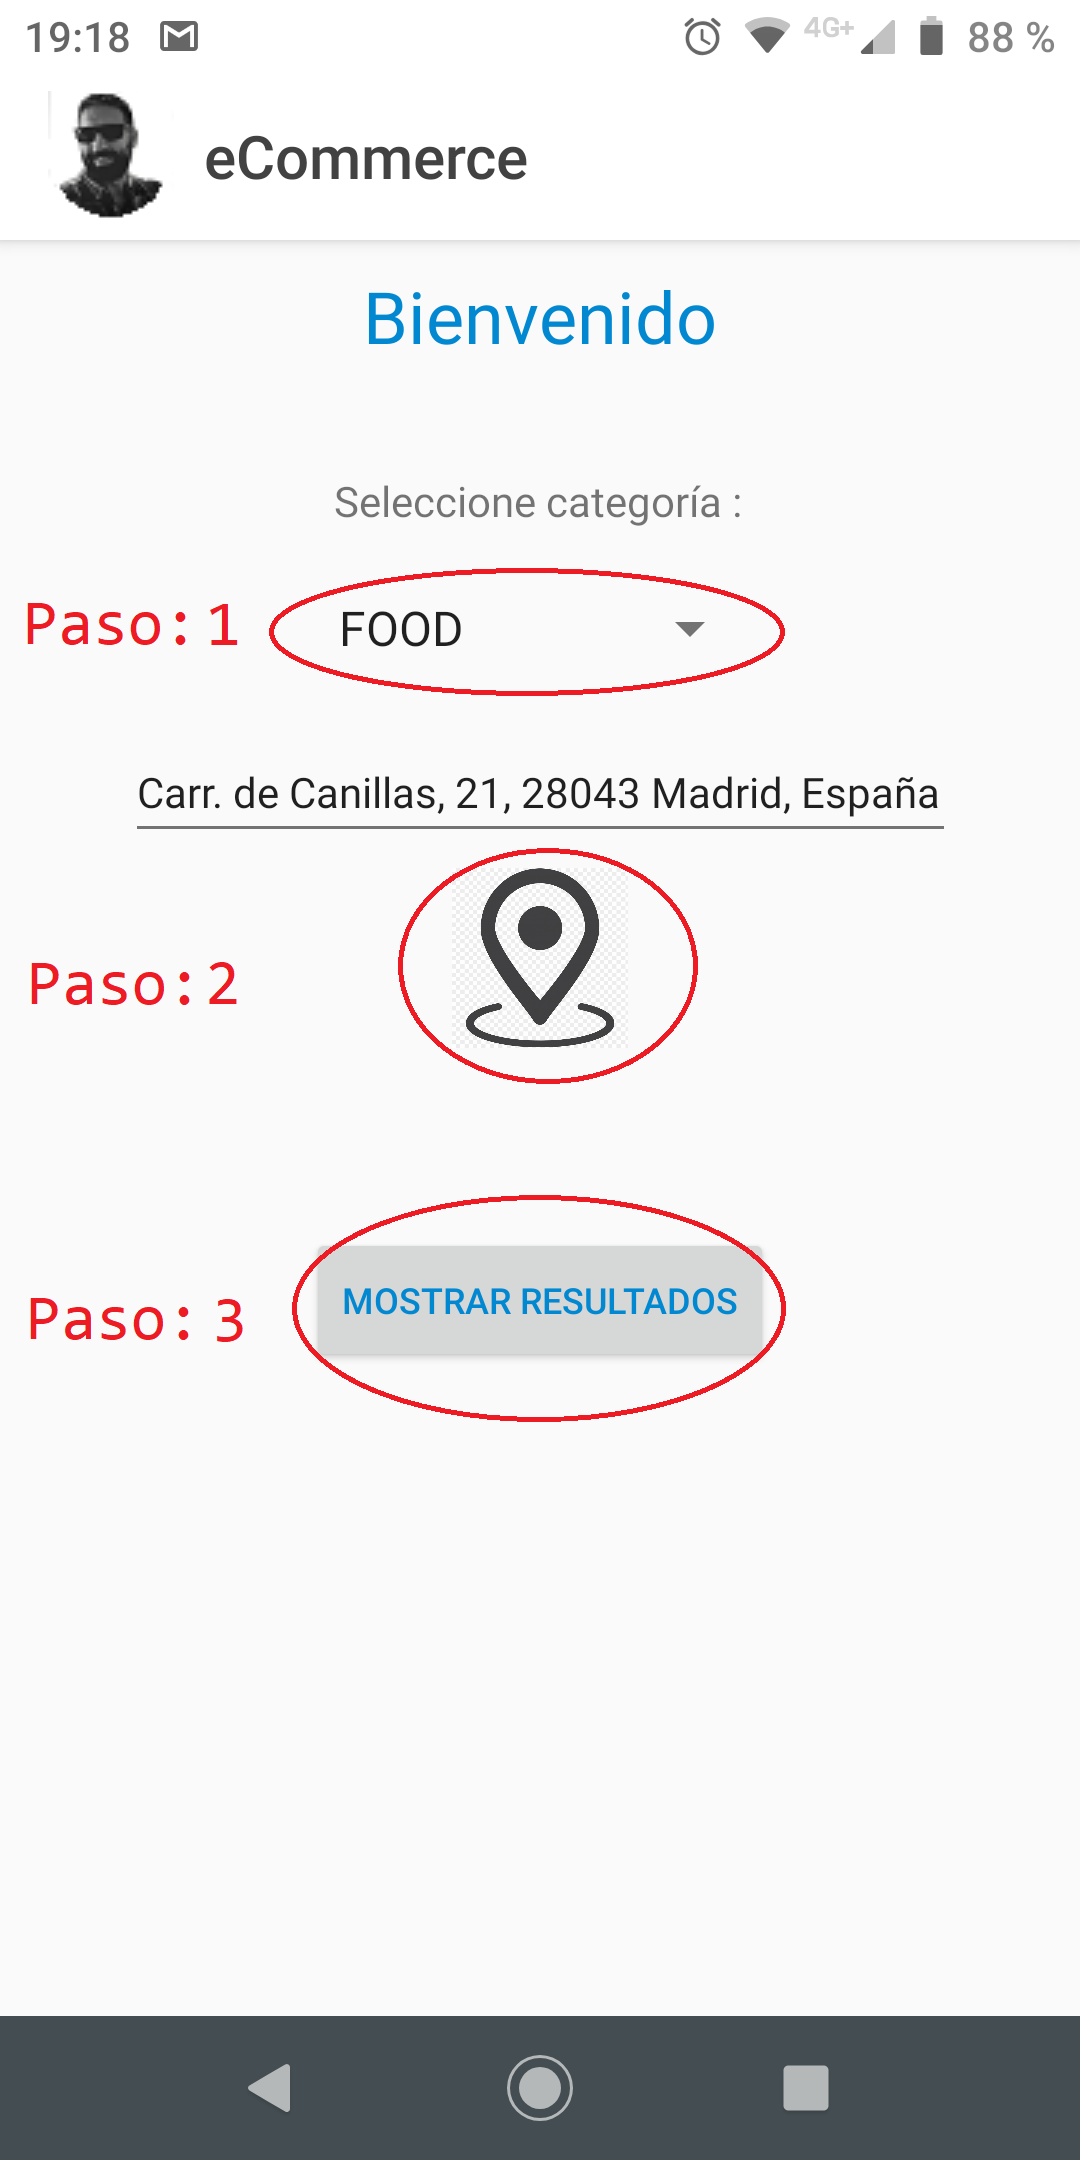 19:18 4G+ 88 %
eCommerce
Bienvenido
Seleccione categoría :
Paso: 1 FOOD
Carr. de Canillas, 21, 28043 Madrid, España
Paso: 2
Paso: 3 MOSTRAR RESULTADOS